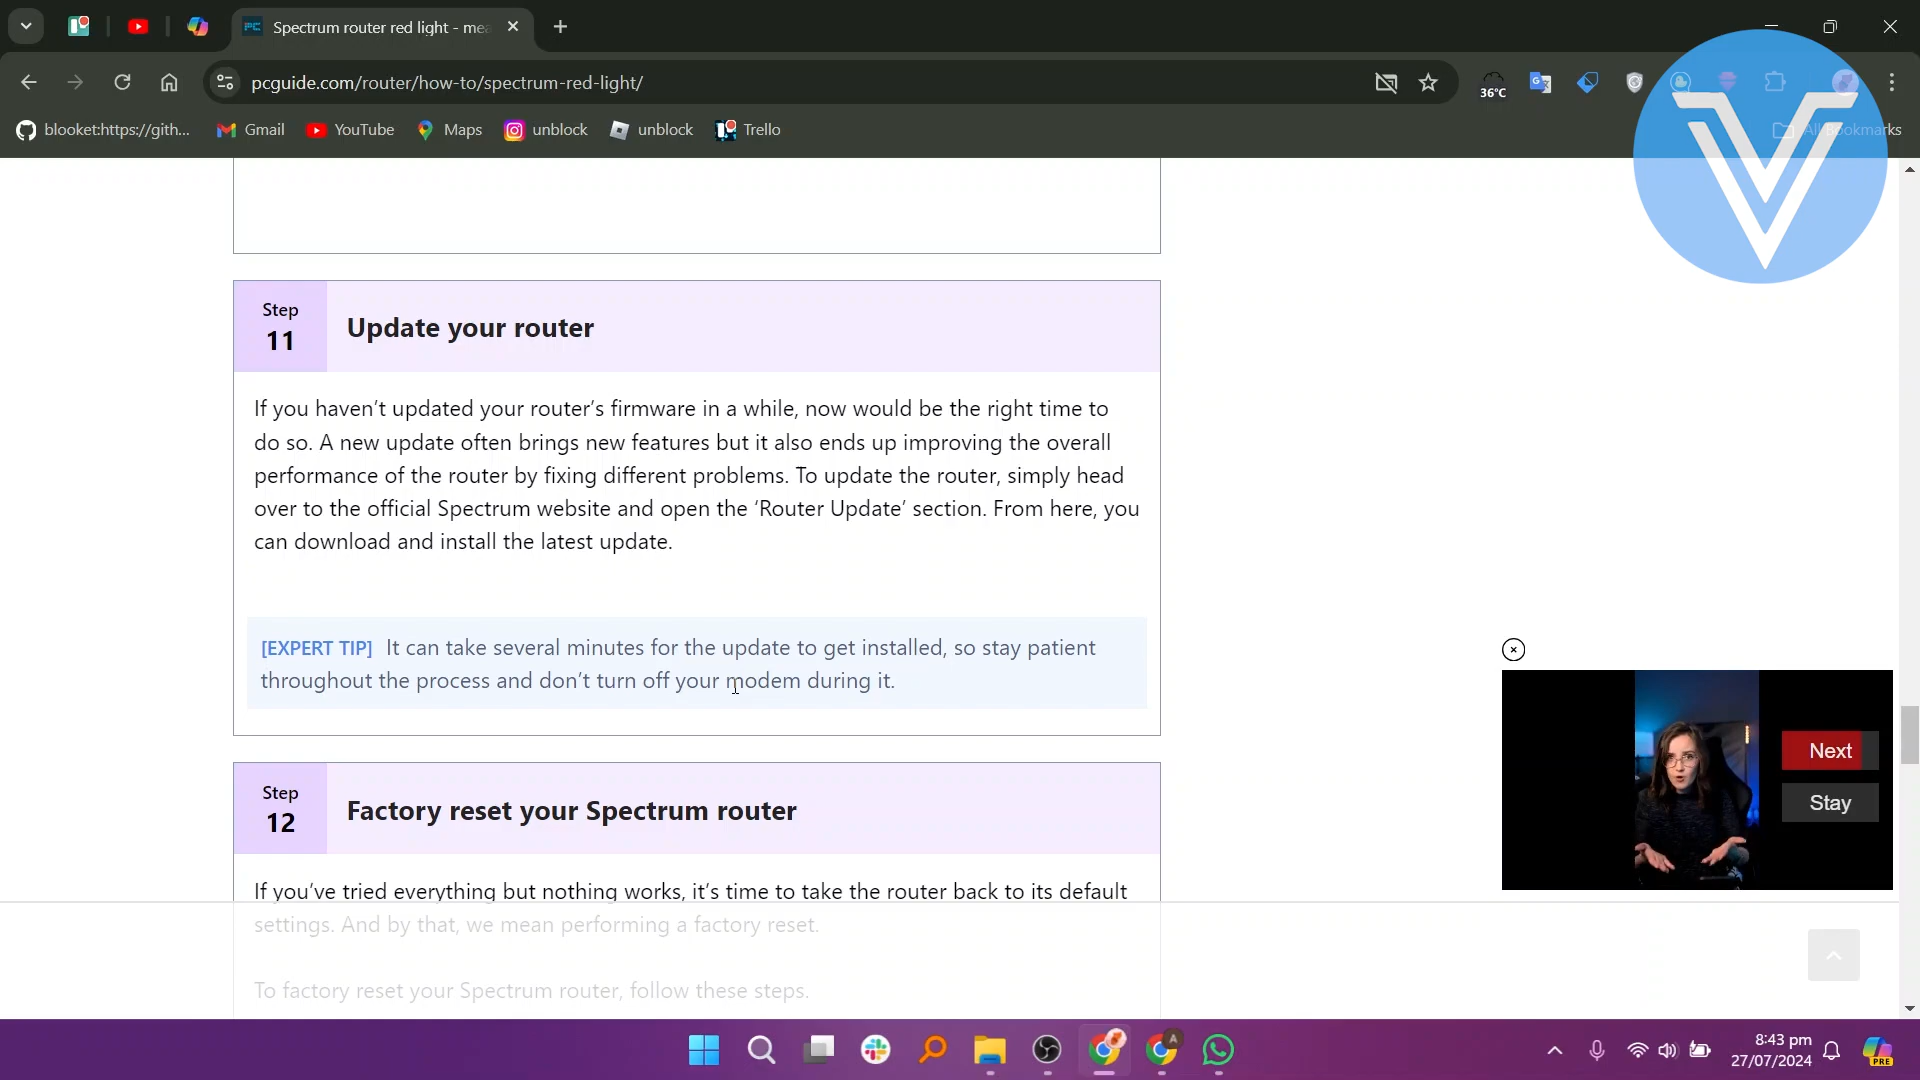 Spectrum router red light - mea
pcguide.com/router/how-to/spectrum-red-light/
36°C
blooket:https://gith...
Gmail
YouTube
Maps
unblock
unblock
Trello
All Bookmarks
Step
11
Update your router
If you haven't updated your router's firmware in a while, now would be the right time to
do so. A new update often brings new features but it also ends up improving the overall
performance of the router by fixing different problems. To update the router, simply head
over to the official Spectrum website and open the ‘Router Update’ section. From here, you
can download and install the latest update.
[EXPERT TIP] It can take several minutes for the update to get installed, so stay patient
throughout the process and don't turn off your modem during it.
Next
Stay
Step
12
Factory reset your Spectrum router
If you've tried everything but nothing works, it's time to take the router back to its default
settings. And by that, we mean performing a factory reset.
To factory reset your Spectrum router, follow these steps.
A
8:43 pm
27/07/2024
PRE